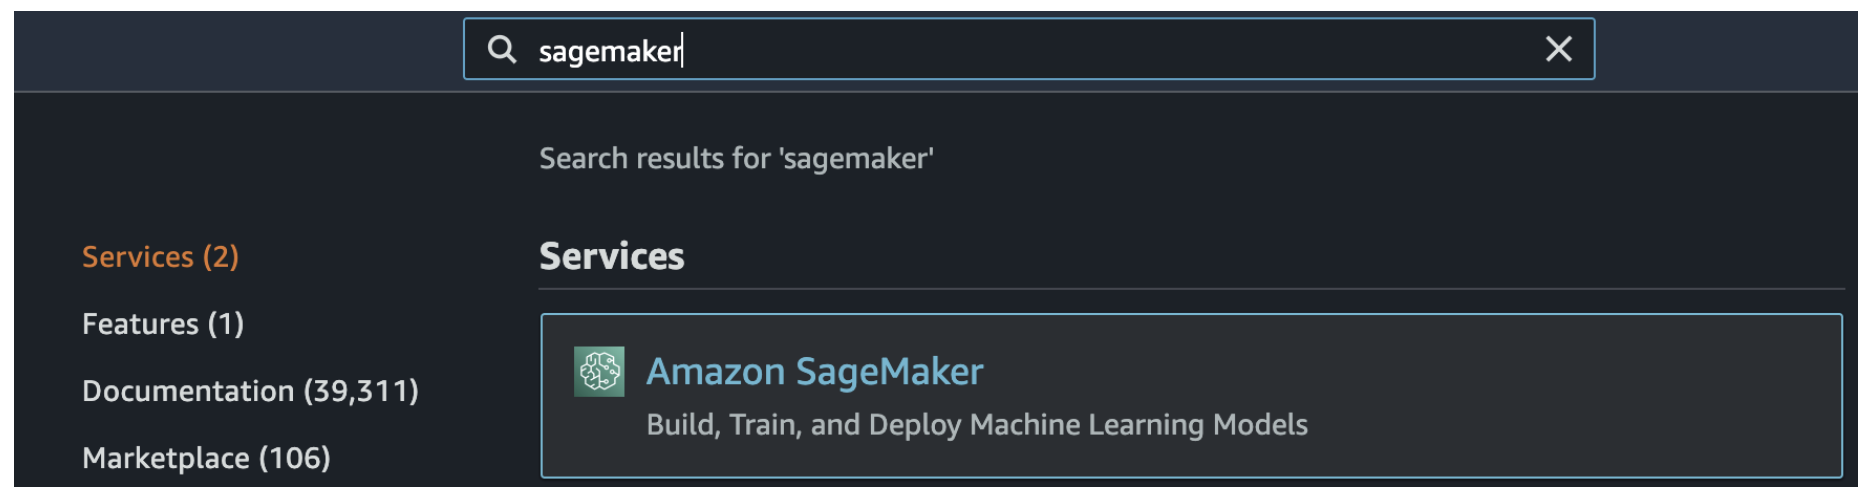 sagemaker
Search results for 'sagemaker'
Services (2)
Features (1)
Documentation (39,311)
Marketplace (106)
Services
Amazon SageMaker
Build, Train, and Deploy Machine Learning Models